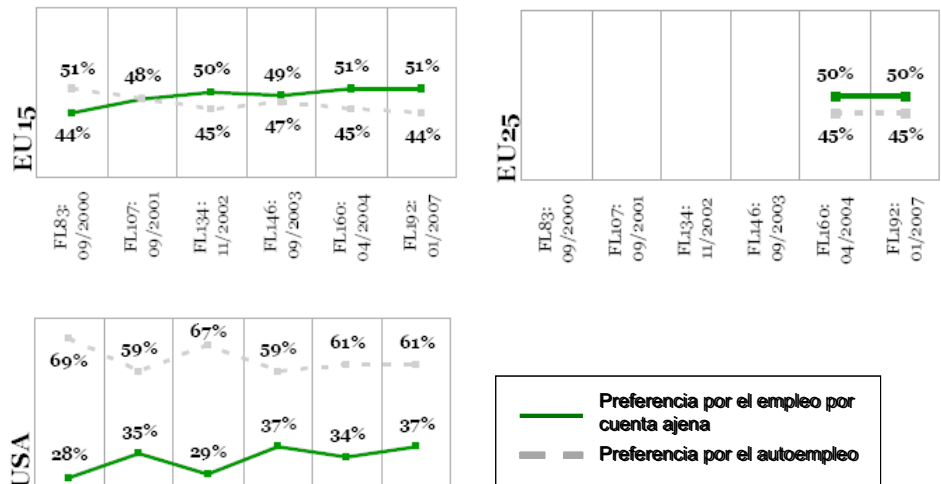 EU15
51% 48% 50% 49% 51% 51%
44% 45% 47% 45% 44%
FL83:
09/2000
FL107:
09/2001
FL134:
11/2002
FL146:
09/2003
FL160:
04/2004
FL192:
01/2007
EU25
50% 50%
45% 45%
FL83:
09/2000
FL107:
09/2001
FL134:
11/2002
FL146:
09/2003
FL160:
04/2004
FL192:
01/2007
USA
69% 59% 67% 59% 61% 61%
28% 35% 29% 37% 34% 37%
Preferencia por el empleo por
cuenta ajena
Preferencia por el autoempleo